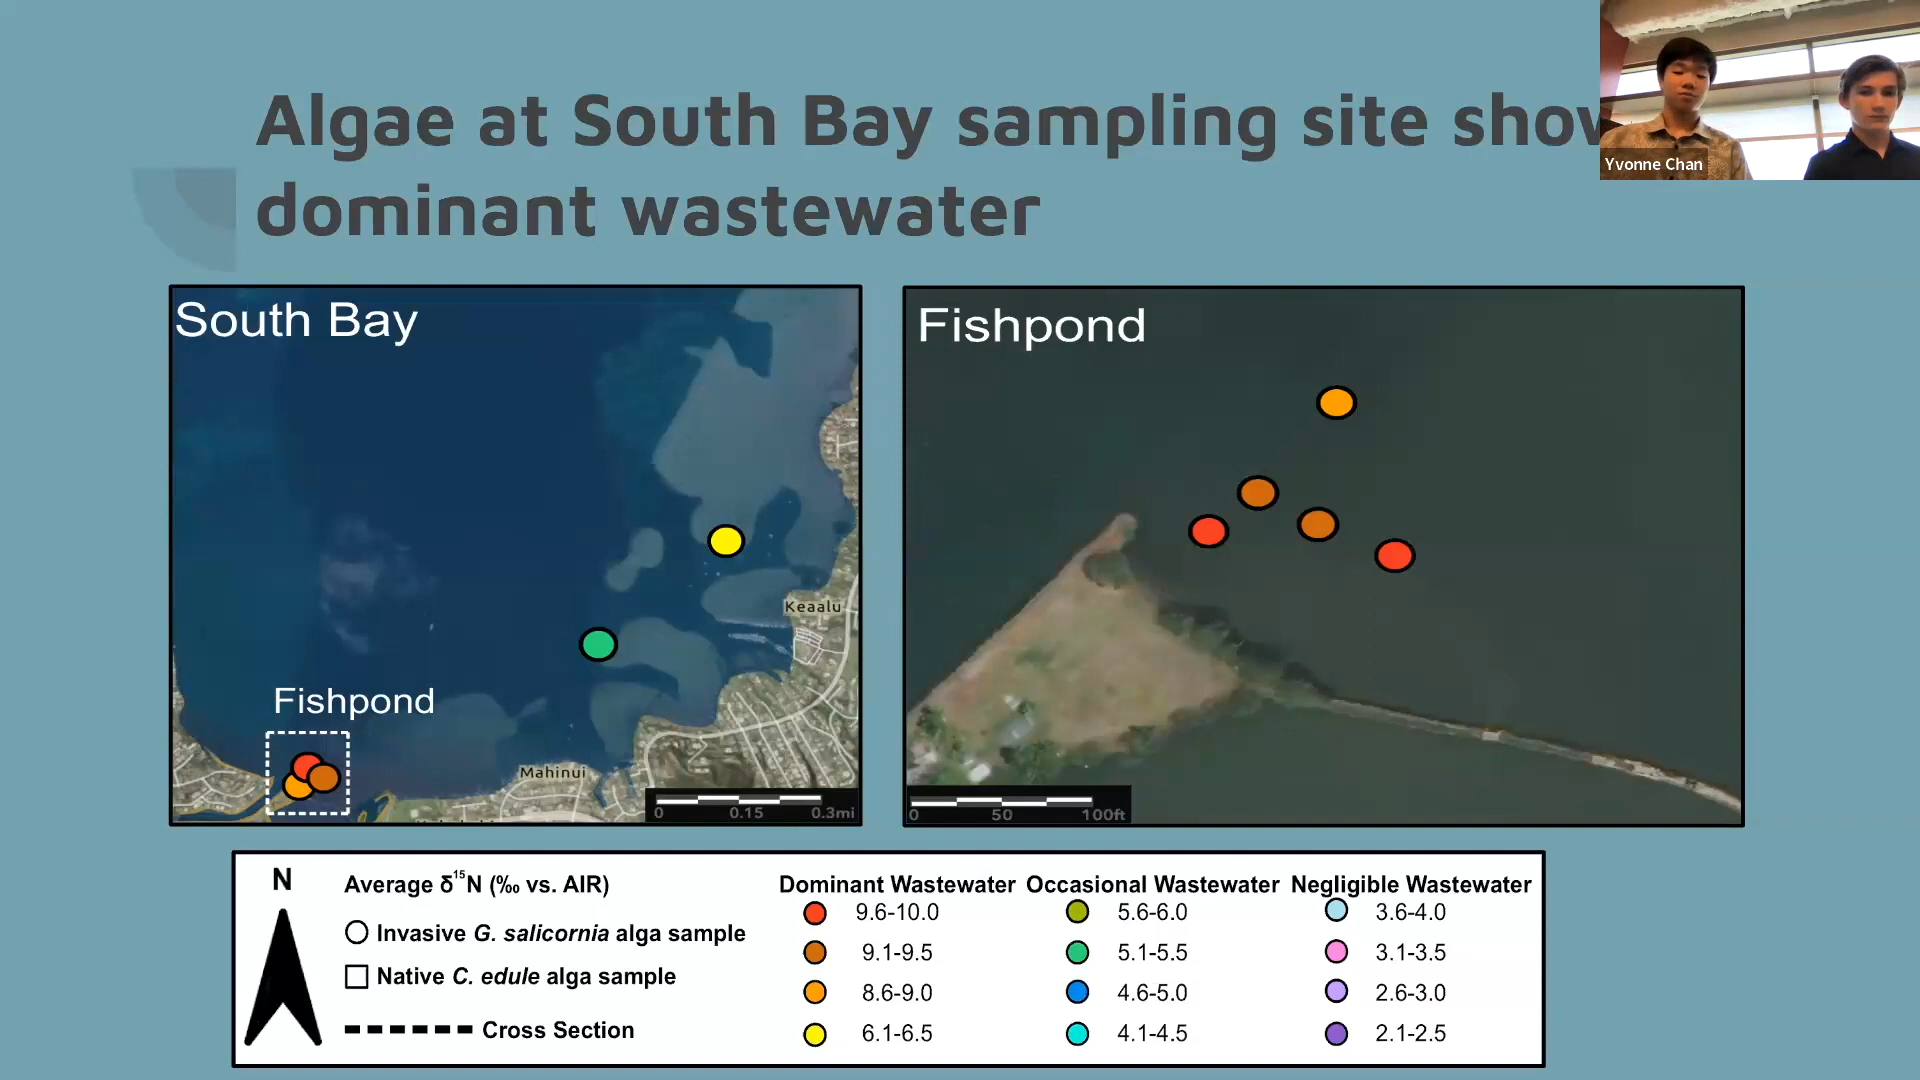 Algae at South Bay sampling site show
dominant wastewater
Yvonne Chan
South Bay
Keaalu
Fishpond
Mahinui
0 0.15 0.3mi
Fishpond
0 50 100ft
N
Average δ¹⁵N (‰ vs. AIR)
Invasive G. salicornia alga sample
Native C. edule alga sample
Cross Section
Dominant Wastewater
9.6-10.0
9.1-9.5
8.6-9.0
6.1-6.5
Occasional Wastewater
5.6-6.0
5.1-5.5
4.6-5.0
4.1-4.5
Negligible Wastewater
3.6-4.0
3.1-3.5
2.6-3.0
2.1-2.5